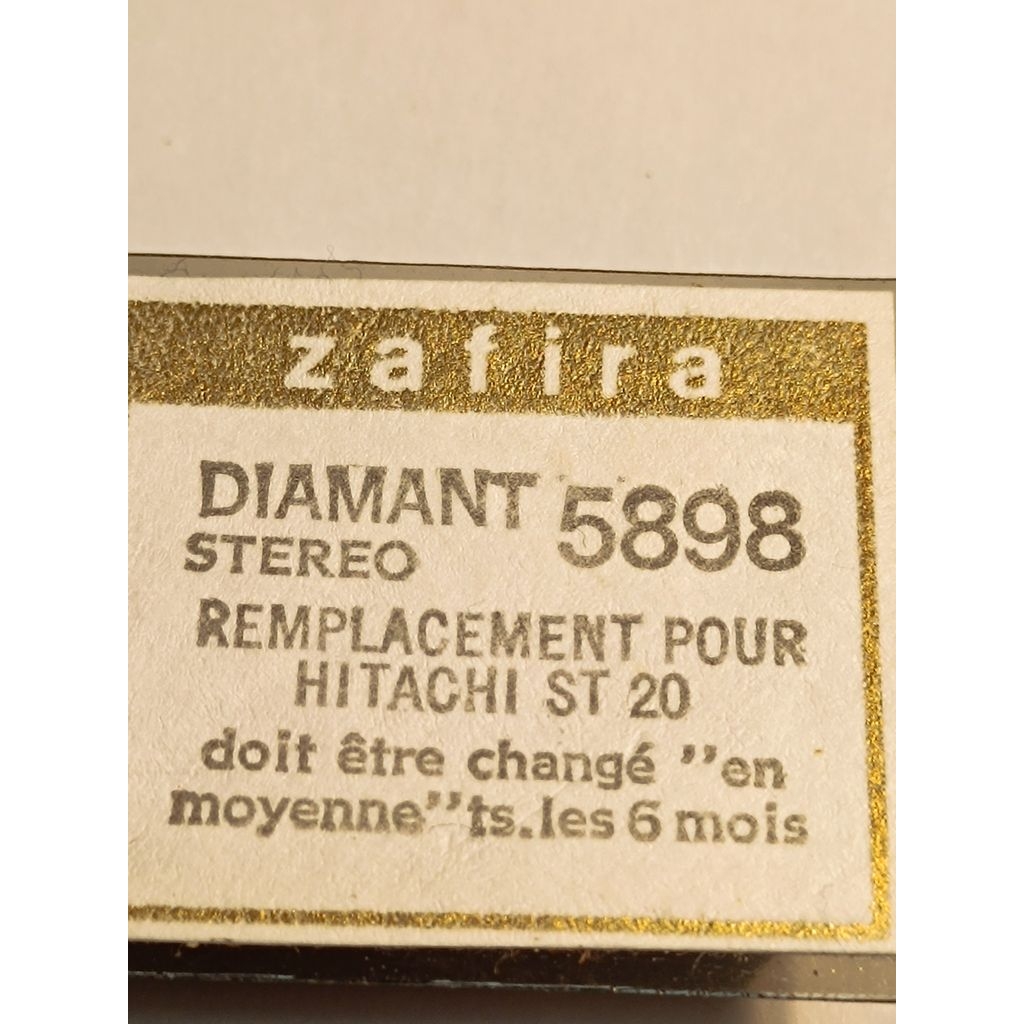 zafira
DIAMANT 5898
STEREO
REMPLACEMENT POUR
HITACHI ST 20
doit être changé "en
moyenne" ts.les 6 mois